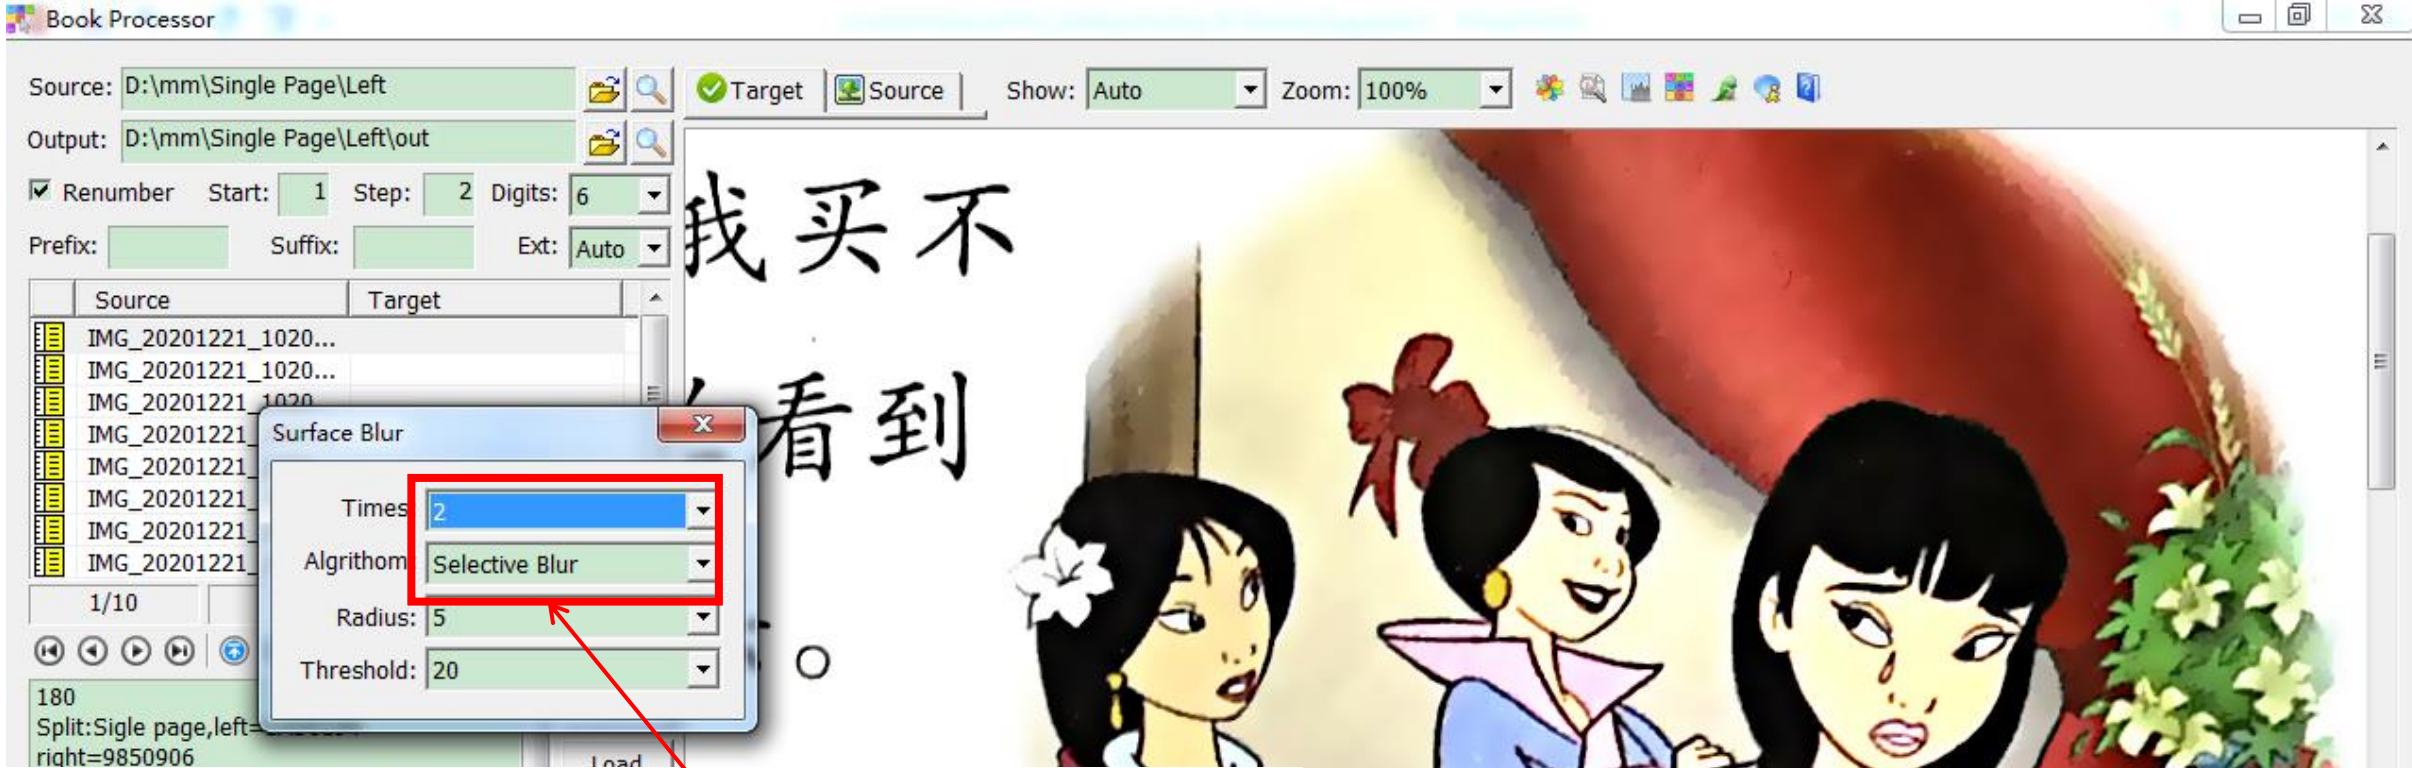 Book Processor
Source: D:\mm\Single Page\Left
Target Source Show: Auto Zoom: 100%
Output: D:\mm\Single Page\Left\out
Renumber Start: 1 Step: 2 Digits: 6
Prefix: Suffix: Ext: Auto
Source Target
IMG_20201221_1020...
IMG_20201221_1020...
IMG_20201221_1020
IMG_20201221_
IMG_20201221_
IMG_20201221_
IMG_20201221_
IMG_20201221_
1/10
180
Split:Sigle page,left=
right=9850906
Load
Surface Blur
Times 2
Algrithom Selective Blur
Radius: 5
Threshold: 20
我买不
看到
。